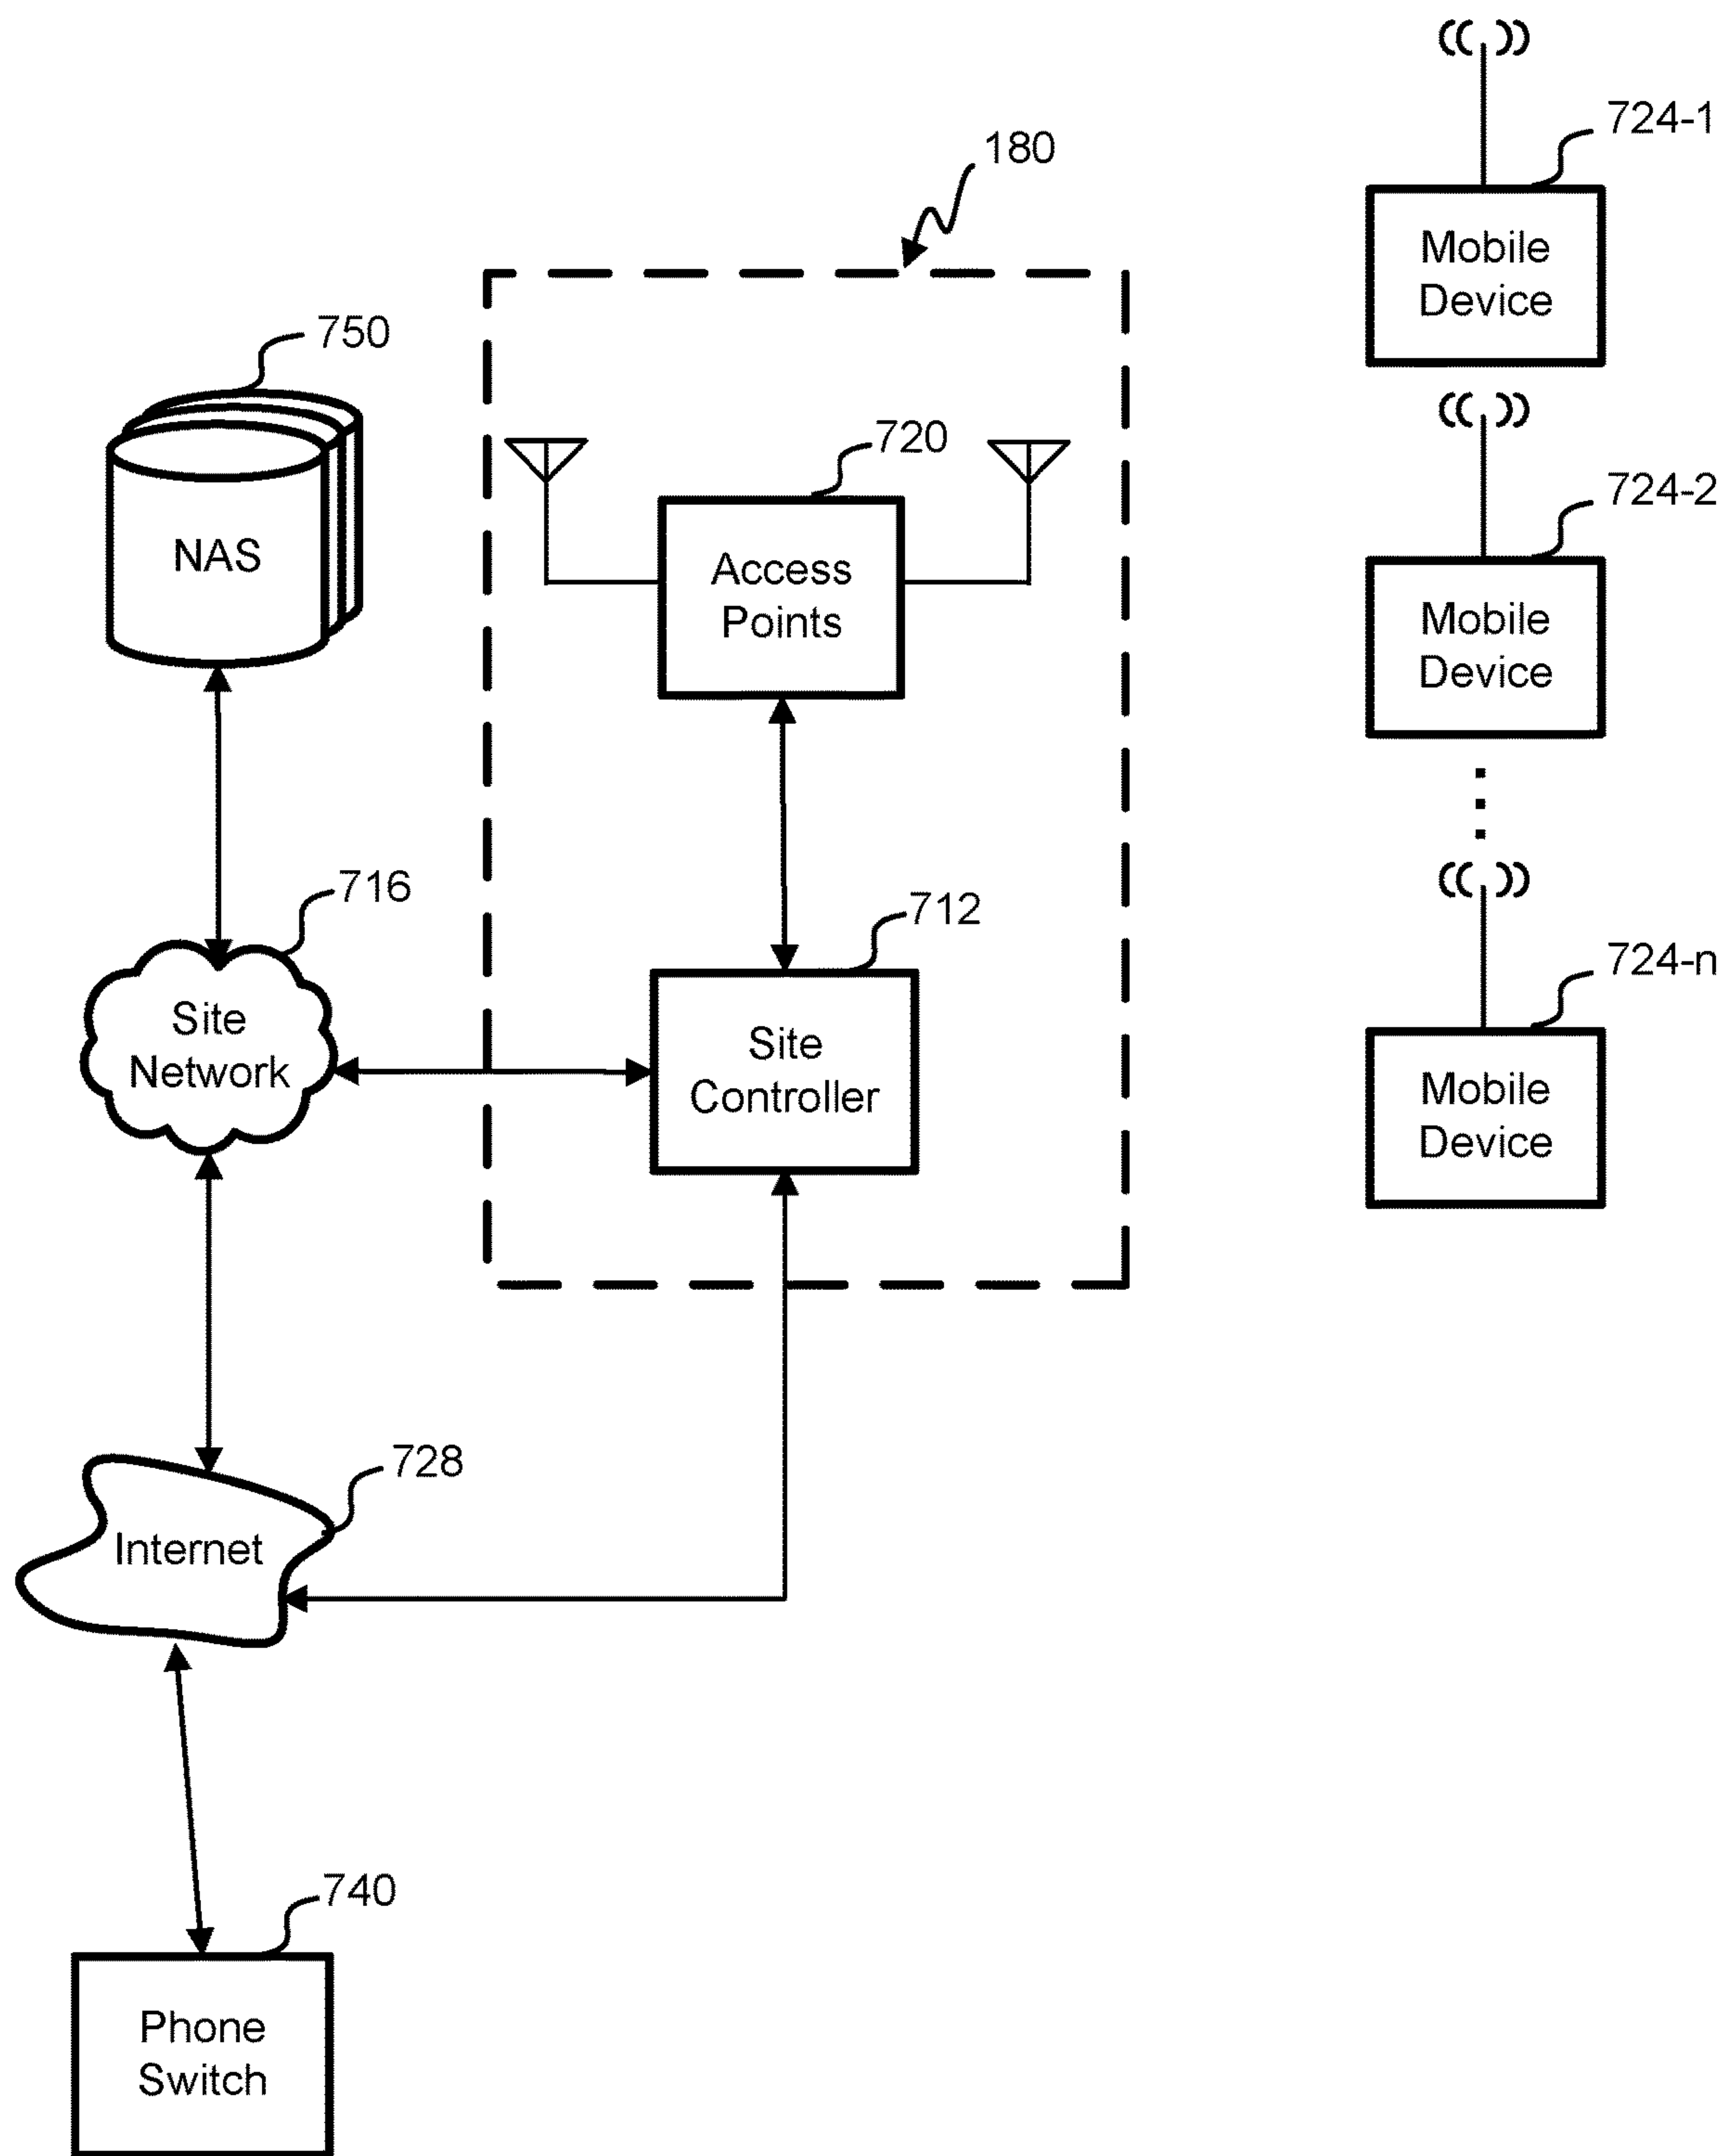 724-1
Mobile
Device
180
750
NAS
720
Access
Points
724-2
Mobile
Device
716
Site
Network
712
Site
Controller
724-n
Mobile
Device
728
Internet
740
Phone
Switch